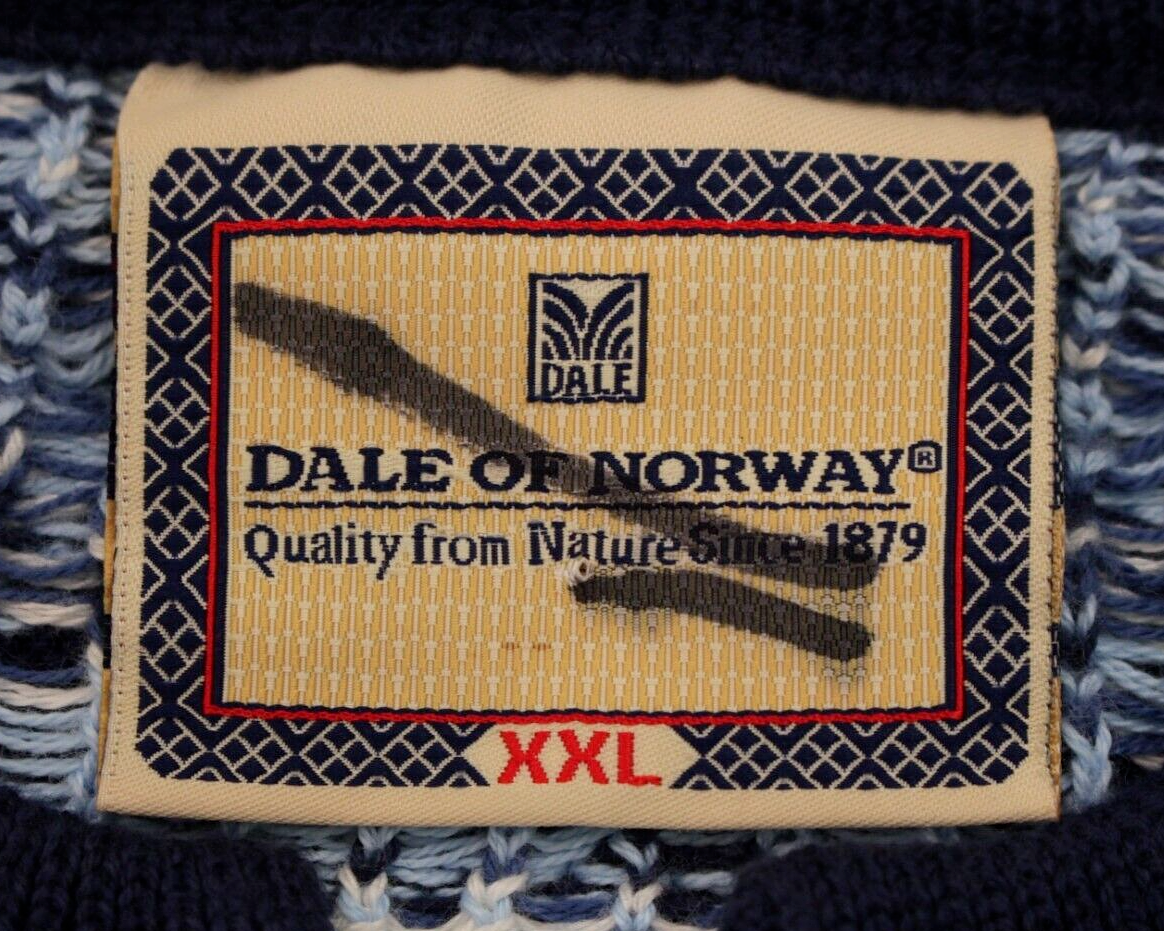 DALE
DALE OF NORWAY®
Quality from Nature Since 1879
XXL